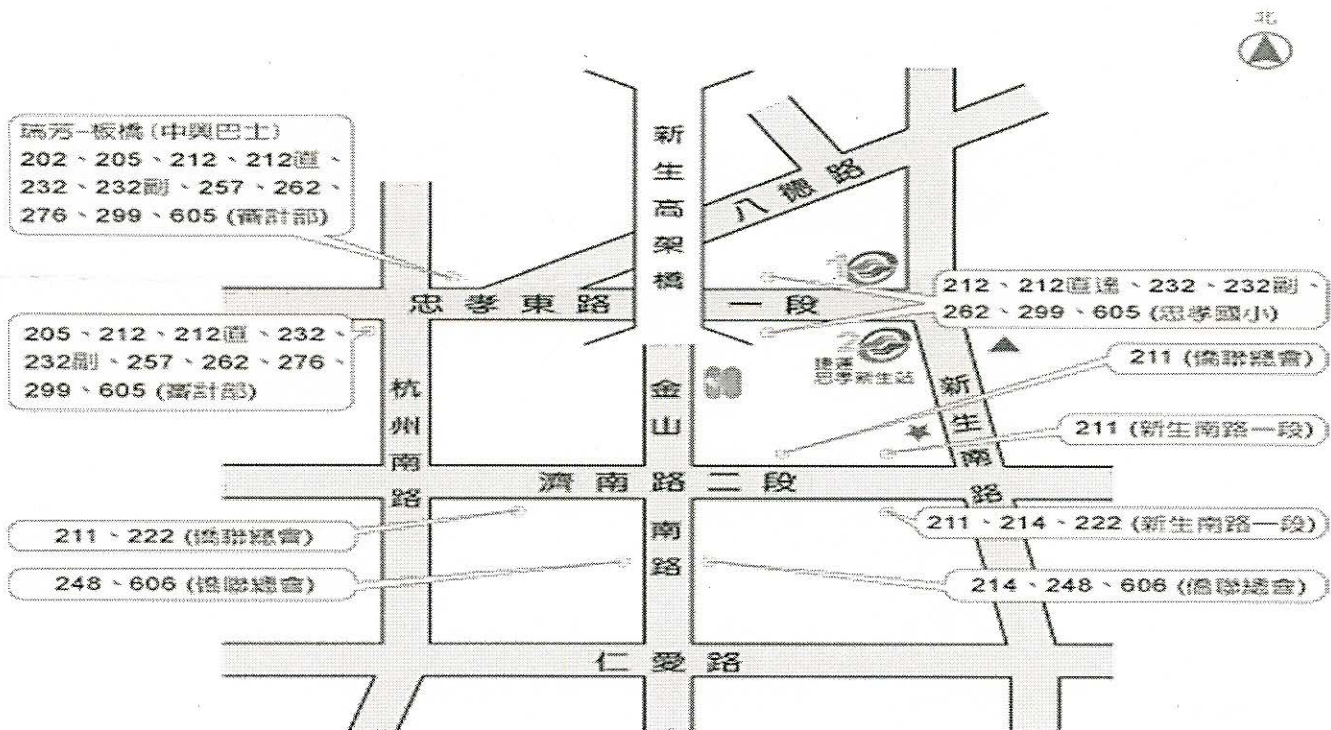 北
瑞芳-板橋(中興巴士)
202、205、212、212直、
232、232副、257、262、
276、299、605 (審計部)
新生高架橋
八德路
1
忠孝東路 一段
212、212直達、232、232副、
262、299、605 (忠孝國小)
205、212、212直、232、
232副、257、262、276、
299、605 (審計部)
2
捷運
忠孝新生站
211 (僑聯總會)
211 (新生南路一段)
杭州南路
金山南路
新生南路
濟南路二段
211、222 (僑聯總會)
211、214、222 (新生南路一段)
248、606 (僑聯總會)
214、248、606 (僑聯總會)
仁愛路